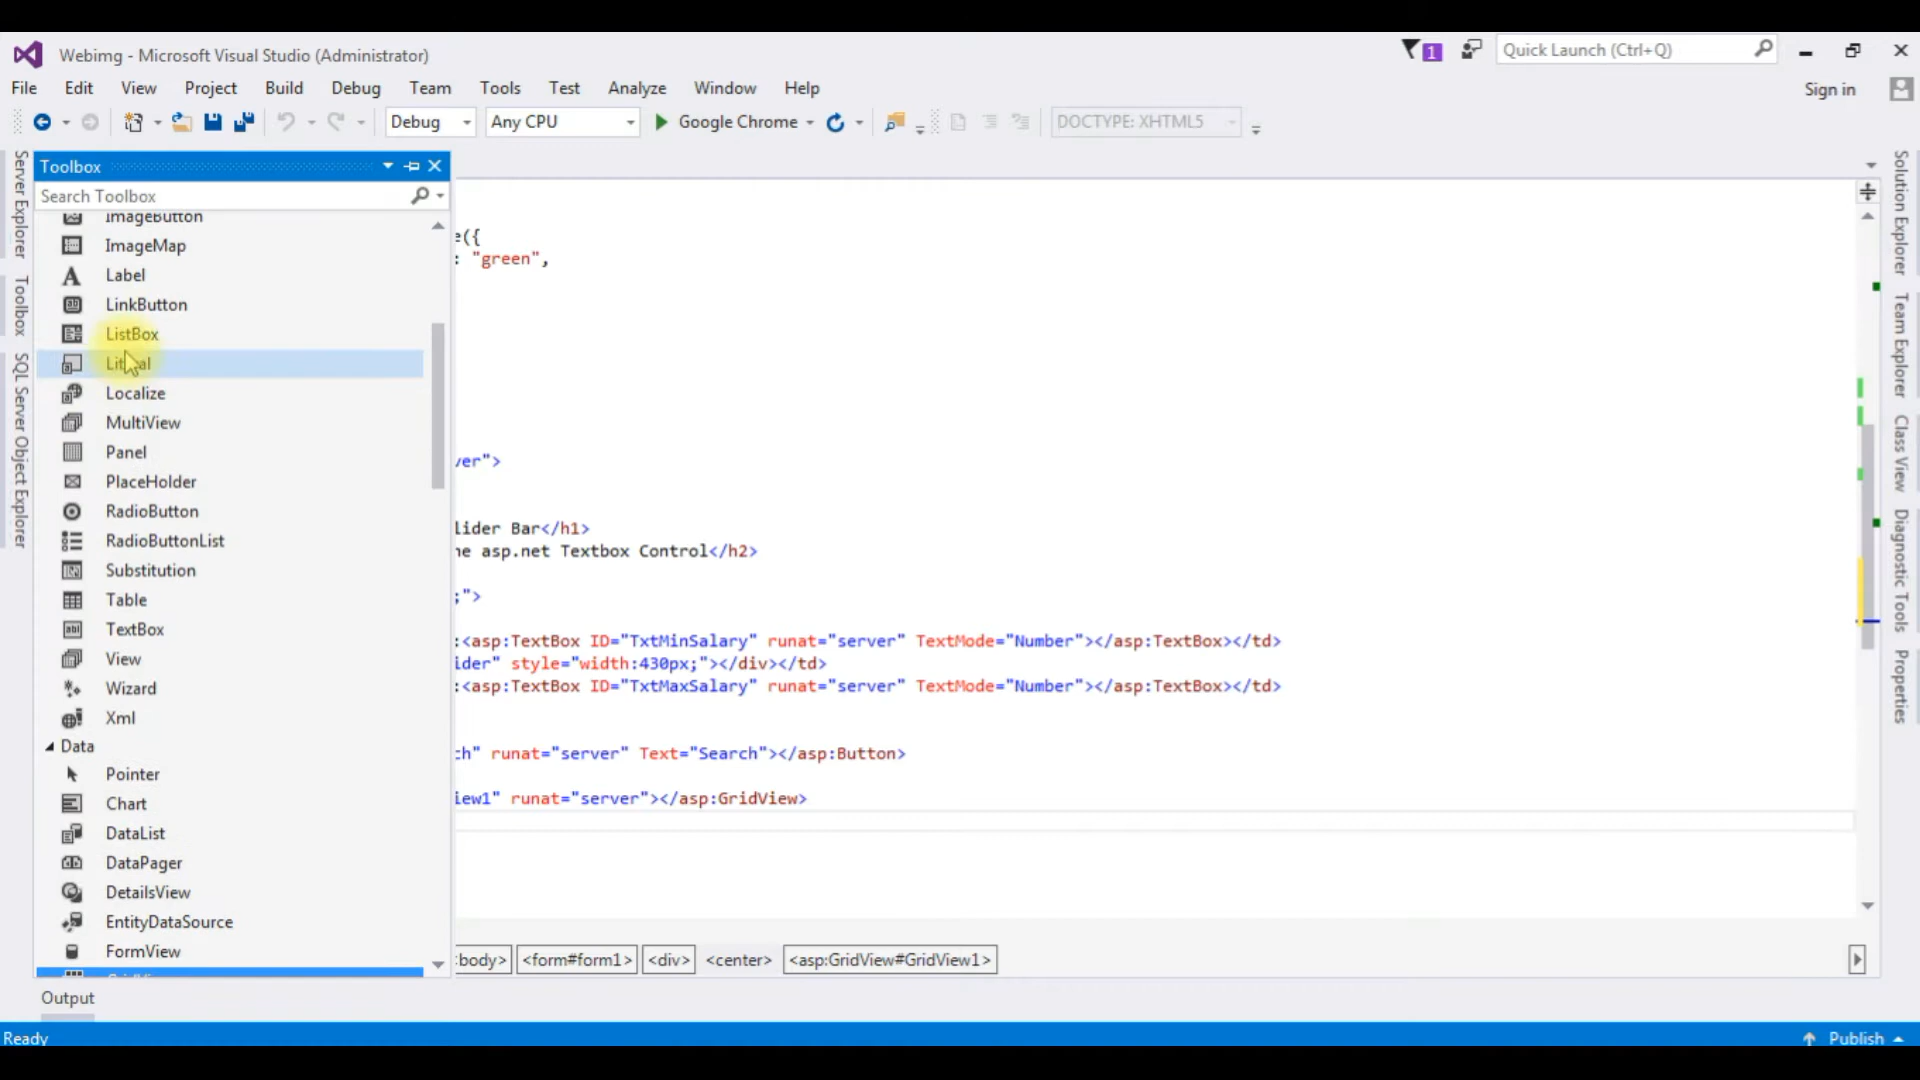 Webimg - Microsoft Visual Studio (Administrator)
1
Quick Launch (Ctrl+Q)
File Edit View Project Build Debug Team Tools Test Analyze Window Help
Sign in
Debug Any CPU Google Chrome DOCTYPE: XHTML5
Server Explorer
Toolbox
SQL Server Object Explorer
Toolbox
Search Toolbox
ImageButton
ImageMap
Label
LinkButton
ListBox
Localize
MultiView
Panel
PlaceHolder
RadioButton
RadioButtonList
Substitution
Table
TextBox
View
Wizard
Xml
Data
Pointer
Chart
DataList
DataPager
DetailsView
EntityDataSource
FormView
e({
: "green",
ver">
lider Bar</h1>
he asp.net Textbox Control</h2>
;">
:<asp:TextBox ID="TxtMinSalary" runat="server" TextMode="Number"></asp:TextBox></td>
ider" style="width:430px;"></div></td>
:<asp:TextBox ID="TxtMaxSalary" runat="server" TextMode="Number"></asp:TextBox></td>
ch" runat="server" Text="Search"></asp:Button>
iew1" runat="server"></asp:GridView>
body> <form#form1> <div> <center> <asp:GridView#GridView1>
Solution Explorer
Team Explorer
Class View
Diagnostic Tools
Properties
Output
Ready
Publish